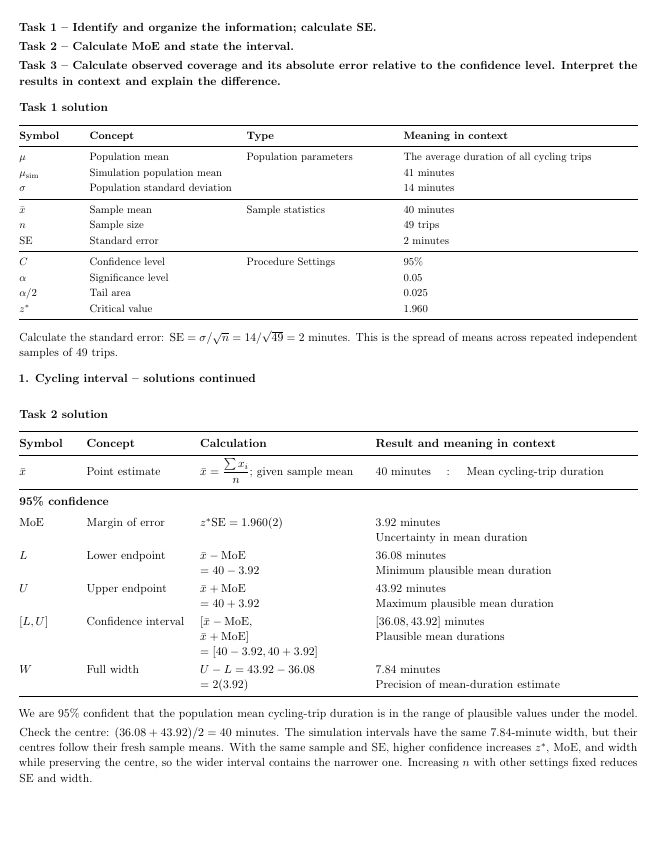 Task 1 – Identify and organize the information; calculate SE.
Task 2 – Calculate MoE and state the interval.
Task 3 – Calculate observed coverage and its absolute error relative to the confidence level. Interpret the
results in context and explain the difference.
Task 1 solution
Symbol Concept Type Meaning in context
μ Population mean Population parameters The average duration of all cycling trips
μsim Simulation population mean 41 minutes
σ Population standard deviation 14 minutes
x̄ Sample mean Sample statistics 40 minutes
n Sample size 49 trips
SE Standard error 2 minutes
C Confidence level Procedure Settings 95%
α Significance level 0.05
α/2 Tail area 0.025
z* Critical value 1.960
Calculate the standard error: SE = σ/√n = 14/√49 = 2 minutes. This is the spread of means across repeated independent
samples of 49 trips.
1. Cycling interval – solutions continued
Task 2 solution
Symbol Concept Calculation Result and meaning in context
x̄ Point estimate x̄ = ∑ xᵢ / n; given sample mean 40 minutes : Mean cycling-trip duration
95% confidence
MoE Margin of error z*SE = 1.960(2) 3.92 minutes
Uncertainty in mean duration
L Lower endpoint x̄ − MoE 36.08 minutes
= 40 − 3.92 Minimum plausible mean duration
U Upper endpoint x̄ + MoE 43.92 minutes
= 40 + 3.92 Maximum plausible mean duration
[L, U] Confidence interval [x̄ − MoE, [36.08, 43.92] minutes
x̄ + MoE] Plausible mean durations
= [40 − 3.92, 40 + 3.92]
W Full width U − L = 43.92 − 36.08 7.84 minutes
= 2(3.92) Precision of mean-duration estimate
We are 95% confident that the population mean cycling-trip duration is in the range of plausible values under the model.
Check the centre: (36.08 + 43.92)/2 = 40 minutes. The simulation intervals have the same 7.84-minute width, but their
centres follow their fresh sample means. With the same sample and SE, higher confidence increases z*, MoE, and width
while preserving the centre, so the wider interval contains the narrower one. Increasing n with other settings fixed reduces
SE and width.